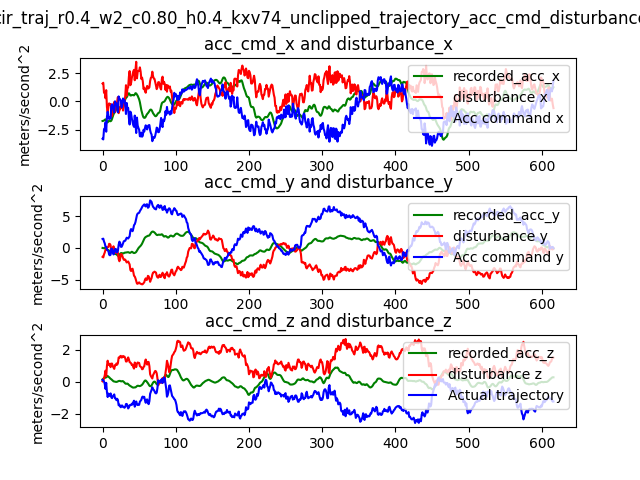 cir_traj_r0.4_w2_c0.80_h0.4_kxv74_unclipped_trajectory_acc_cmd_disturbance
acc_cmd_x and disturbance_x
meters/second^2
2.5
0.0
−2.5
recorded_acc_x
disturbance x
Acc command x
0 100 200 300 400 500 600
acc_cmd_y and disturbance_y
meters/second^2
5
0
−5
recorded_acc_y
disturbance y
Acc command y
0 100 200 300 400 500 600
acc_cmd_z and disturbance_z
meters/second^2
2
0
−2
recorded_acc_z
disturbance z
Actual trajectory
0 100 200 300 400 500 600